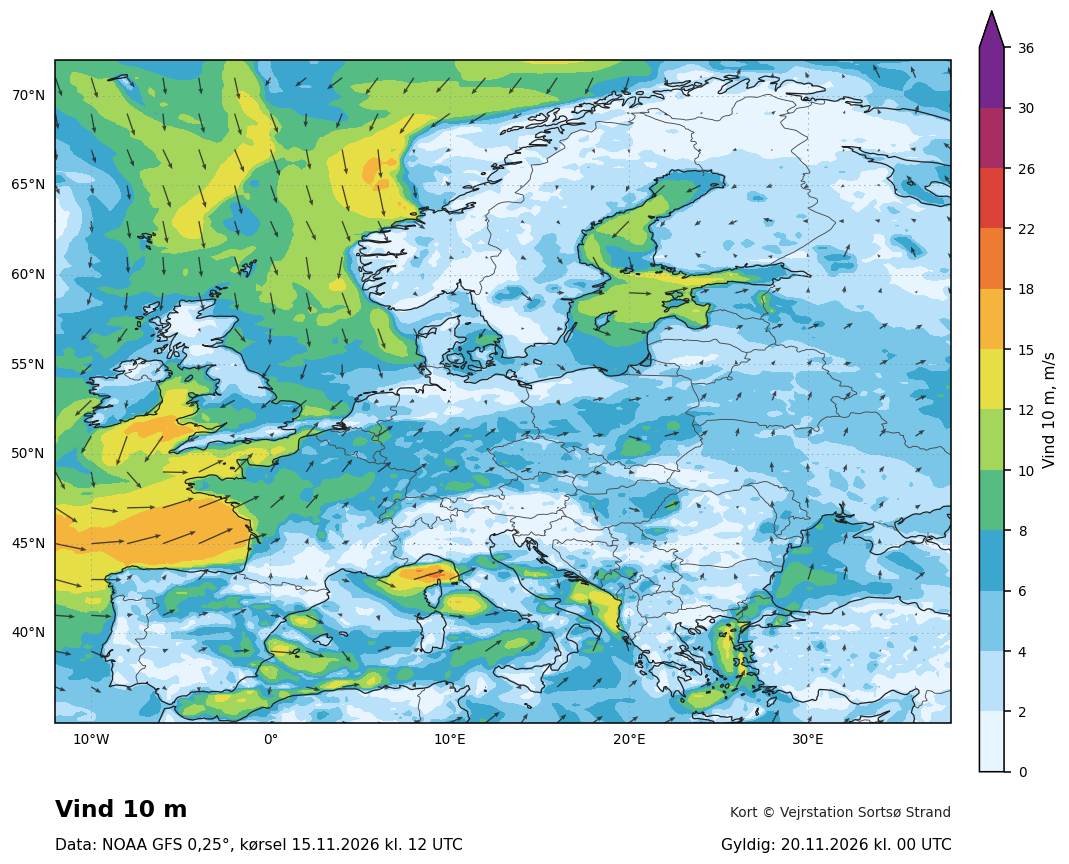 36
30
26
22
18
15
12
10
8
6
4
2
0
Vind 10 m, m/s
70°N
65°N
60°N
55°N
50°N
45°N
40°N
10°W
0°
10°E
20°E
30°E
Vind 10 m
Kort © Vejrstation Sortsø Strand
Data: NOAA GFS 0,25°, kørsel 15.11.2026 kl. 12 UTC
Gyldig: 20.11.2026 kl. 00 UTC